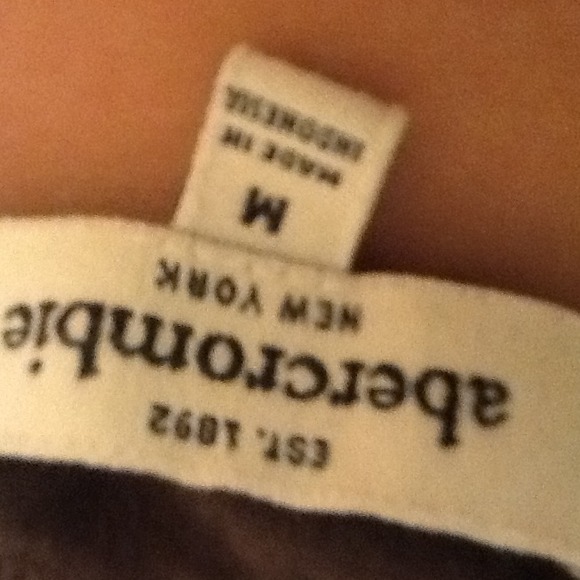 EST. 1892
abercrombie
NEW YORK
M
MADE IN
INDONESIA